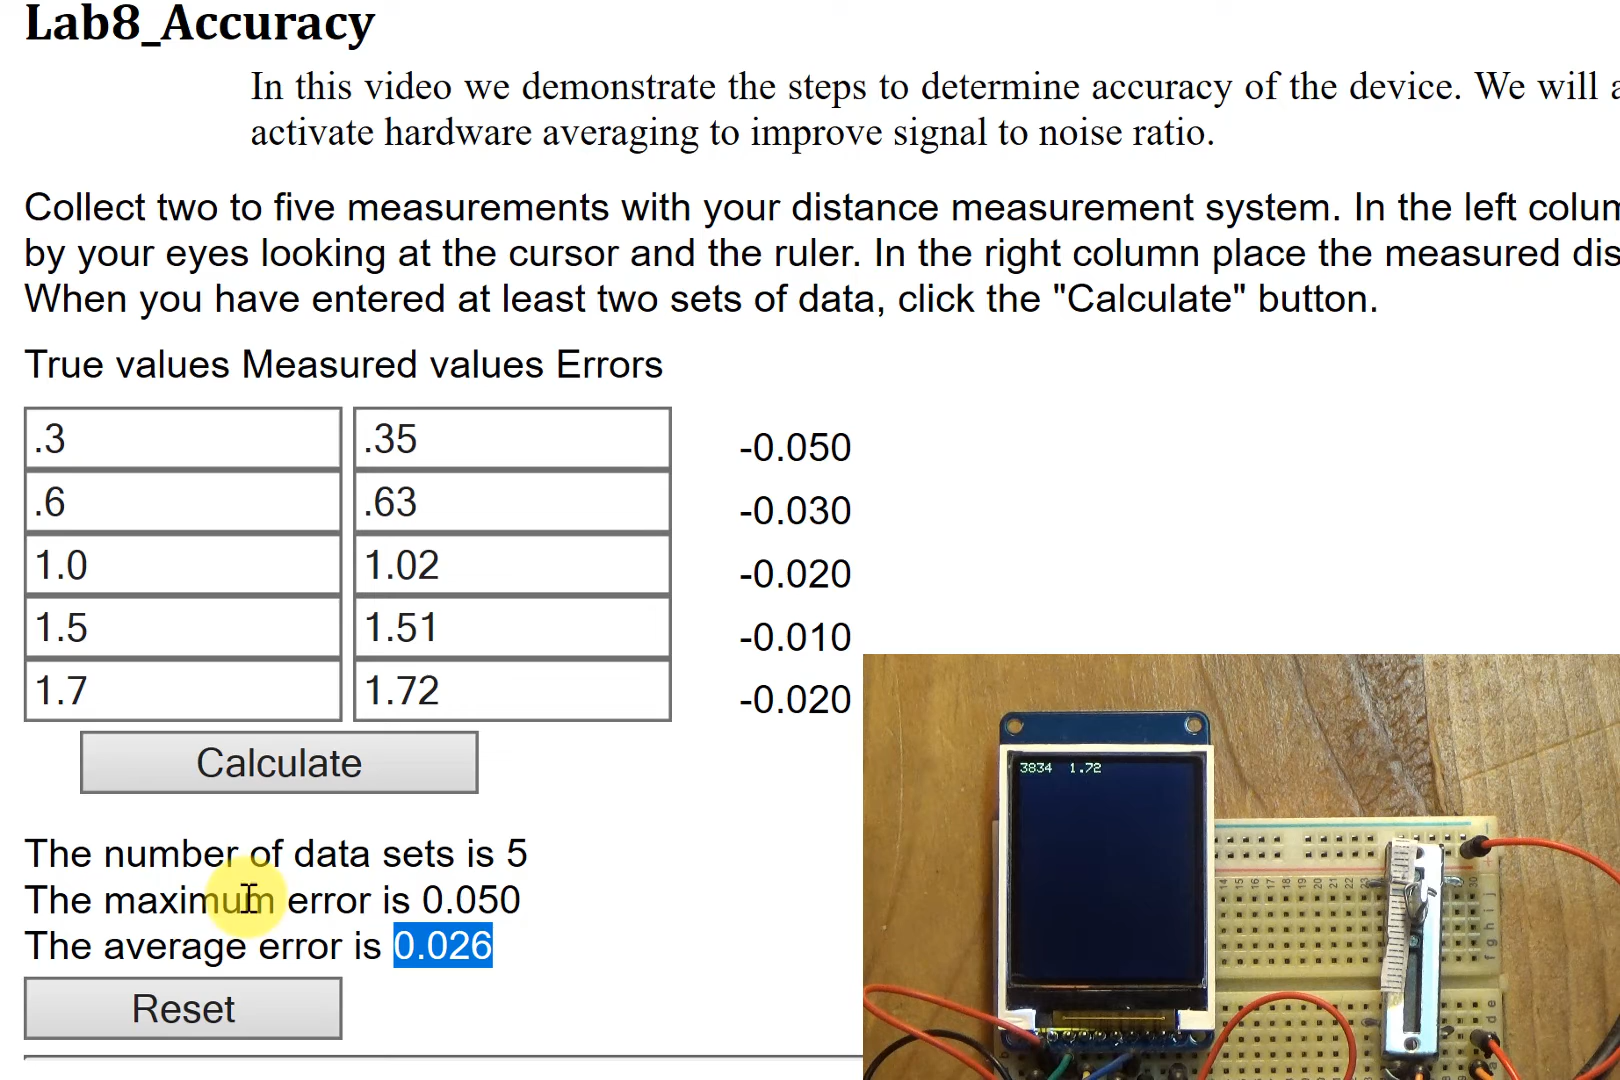 Lab8_Accuracy
In this video we demonstrate the steps to determine accuracy of the device. We will a
activate hardware averaging to improve signal to noise ratio.
Collect two to five measurements with your distance measurement system. In the left colum
by your eyes looking at the cursor and the ruler. In the right column place the measured dis
When you have entered at least two sets of data, click the "Calculate" button.
True values Measured values Errors
.3 .35 -0.050
.6 .63 -0.030
1.0 1.02 -0.020
1.5 1.51 -0.010
1.7 1.72 -0.020
Calculate
3834 1.72
The number of data sets is 5
The maximum error is 0.050
The average error is 0.026
Reset